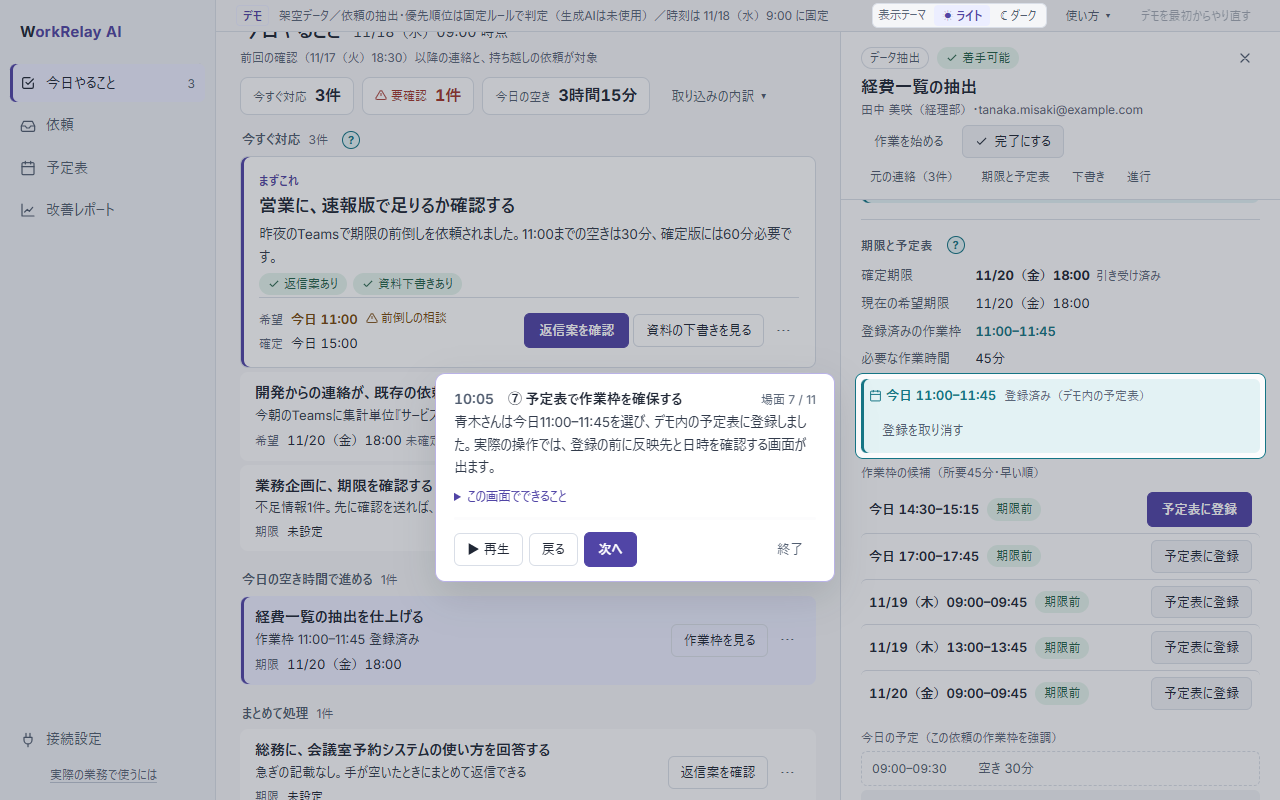 WorkRelay AI
今日やること 3
依頼
予定表
改善レポート
接続設定
実際の業務で使うには
デモ 架空データ／依頼の抽出・優先順位は固定ルールで判定（生成AIは未使用）／時刻は 11/18（水）9:00 に固定
表示テーマ ライト ダーク
使い方 ▾
デモを最初からやり直す
今日やること 11/18（水）09:00 時点
前回の確認（11/17（火）18:30）以降の連絡と、持ち越しの依頼が対象
今すぐ対応 3件
要確認 1件
今日の空き 3時間15分
取り込みの内訳 ▾
今すぐ対応 3件 ?
まずこれ
営業に、速報版で足りるか確認する
昨夜のTeamsで期限の前倒しを依頼されました。11:00までの空きは30分、確定版には60分必要で
す。
返信案あり 資料下書きあり
希望 今日 11:00 前倒しの相談
確定 今日 15:00
返信案を確認 資料の下書きを見る …
開発からの連絡が、既存の依
今朝のTeamsに集計単位『サービ
希望 11/20（金）18:00 未確
業務企画に、期限を確認する
不足情報1件。先に確認を送れば、
期限 未設定
今日の空き時間で進める 1件
経費一覧の抽出を仕上げる
作業枠 11:00–11:45 登録済み
期限 11/20（金）18:00
作業枠を見る …
まとめて処理 1件
総務に、会議室予約システムの使い方を回答する
急ぎの記載なし。手が空いたときにまとめて返信できる
期限 未設定
返信案を確認 …
10:05 ⑦ 予定表で作業枠を確保する 場面 7 / 11
青木さんは今日11:00–11:45を選び、デモ内の予定表に登録しまし
た。実際の操作では、登録の前に反映先と日時を確認する画面が
出ます。
▶ この画面でできること
▶ 再生 戻る 次へ 終了
データ抽出 着手可能
経費一覧の抽出
田中 美咲（経理部）・tanaka.misaki@example.com
作業を始める 完了にする
元の連絡（3件） 期限と予定表 下書き 進行
期限と予定表 ?
確定期限 11/20（金）18:00 引き受け済み
現在の希望期限 11/20（金）18:00
登録済みの作業枠 11:00–11:45
必要な作業時間 45分
今日 11:00–11:45 登録済み（デモ内の予定表）
登録を取り消す
作業枠の候補（所要45分・早い順）
今日 14:30–15:15 期限前 予定表に登録
今日 17:00–17:45 期限前 予定表に登録
11/19（木）09:00–09:45 期限前 予定表に登録
11/19（木）13:00–13:45 期限前 予定表に登録
11/20（金）09:00–09:45 期限前 予定表に登録
今日の予定（この依頼の作業枠を強調）
09:00–09:30 空き 30分